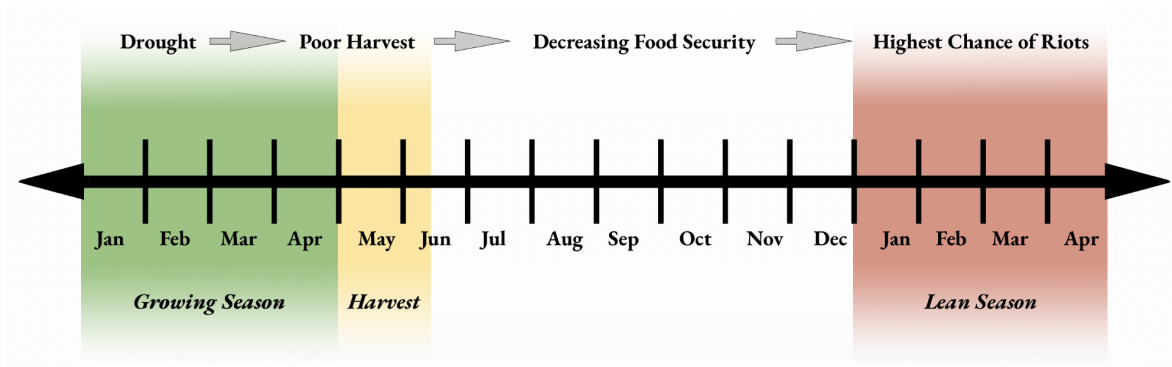 Drought Poor Harvest Decreasing Food Security Highest Chance of Riots
Jan Feb Mar Apr May Jun Jul Aug Sep Oct Nov Dec Jan Feb Mar Apr
Growing Season Harvest Lean Season